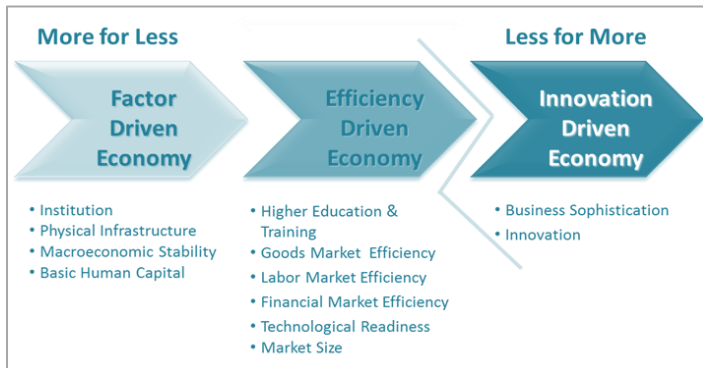 More for Less
Less for More
Factor
Driven
Economy
Efficiency
Driven
Economy
Innovation
Driven
Economy
• Institution
• Physical Infrastructure
• Macroeconomic Stability
• Basic Human Capital
• Higher Education &
Training
• Goods Market Efficiency
• Labor Market Efficiency
• Financial Market Efficiency
• Technological Readiness
• Market Size
• Business Sophistication
• Innovation